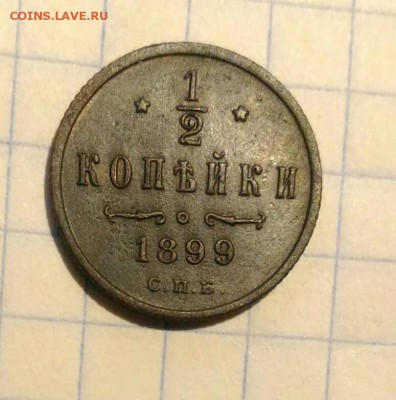 COINS.LAVE.RU
1/2
КОПѢЙКИ
1899
С.П.Б.